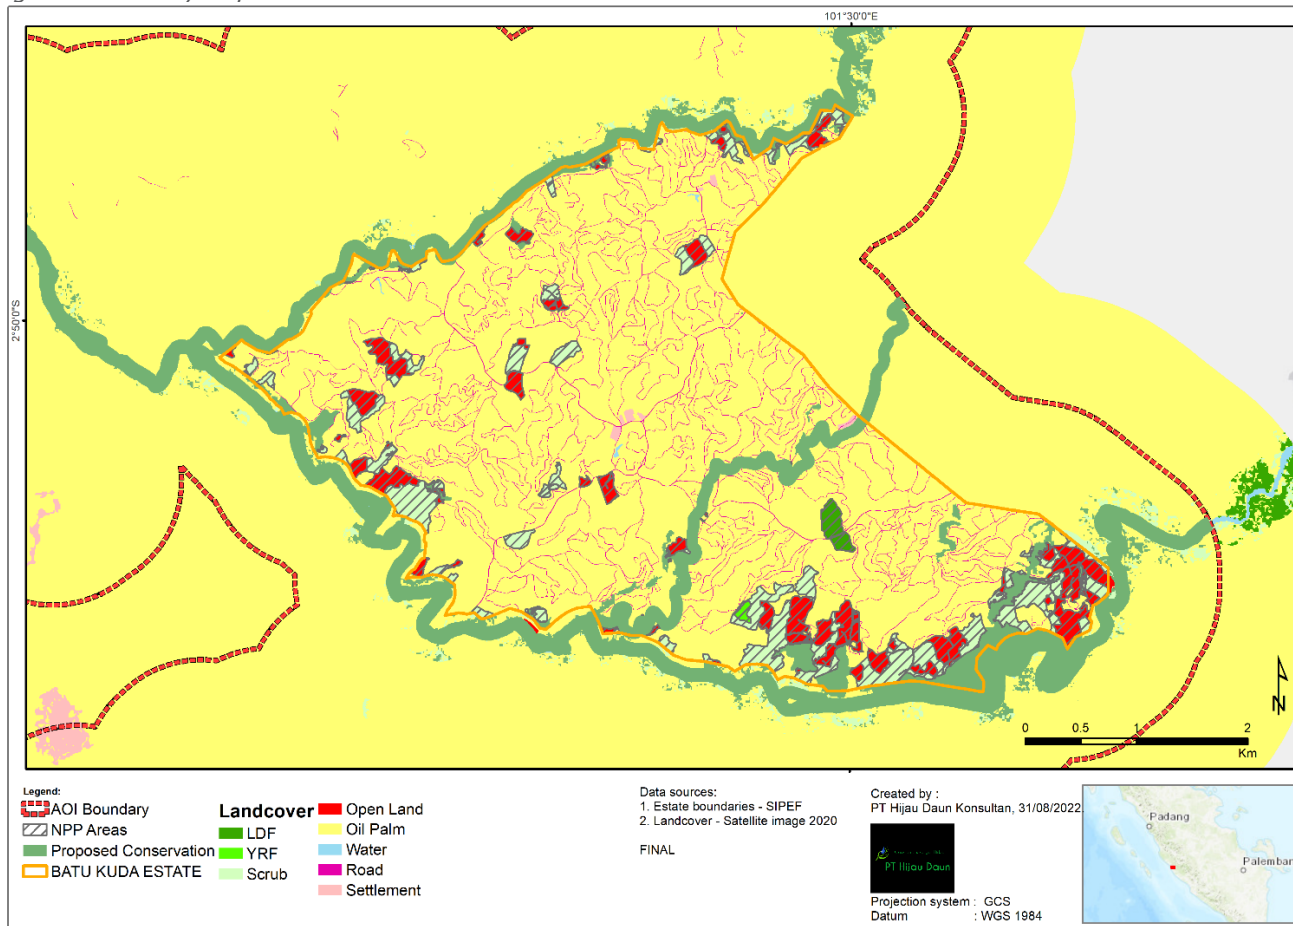 101°30'0"E
2°50'0"S
N
0 0.5 1 2
Km
Legend:
AOI Boundary
NPP Areas
Proposed Conservation
BATU KUDA ESTATE
Landcover
LDF
YRF
Scrub
Open Land
Oil Palm
Water
Road
Settlement
Data sources:
1. Estate boundaries - SIPEF
2. Landcover - Satellite image 2020
FINAL
Created by :
PT Hijau Daun Konsultan, 31/08/2022
PT Hijau Daun
Projection system : GCS
Datum : WGS 1984
Padang
Palemban